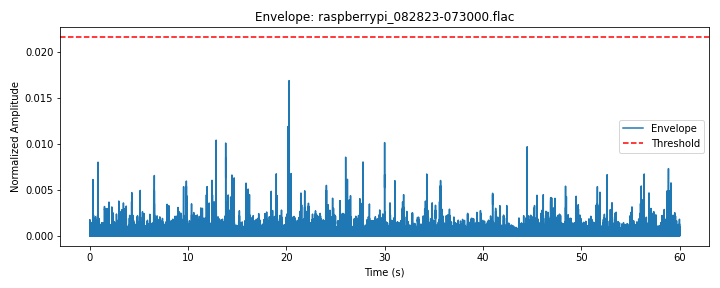 Envelope: raspberrypi_082823-073000.flac
Normalized Amplitude
0.020
0.015
0.010
0.005
0.000
Envelope
Threshold
0 10 20 30 40 50 60
Time (s)